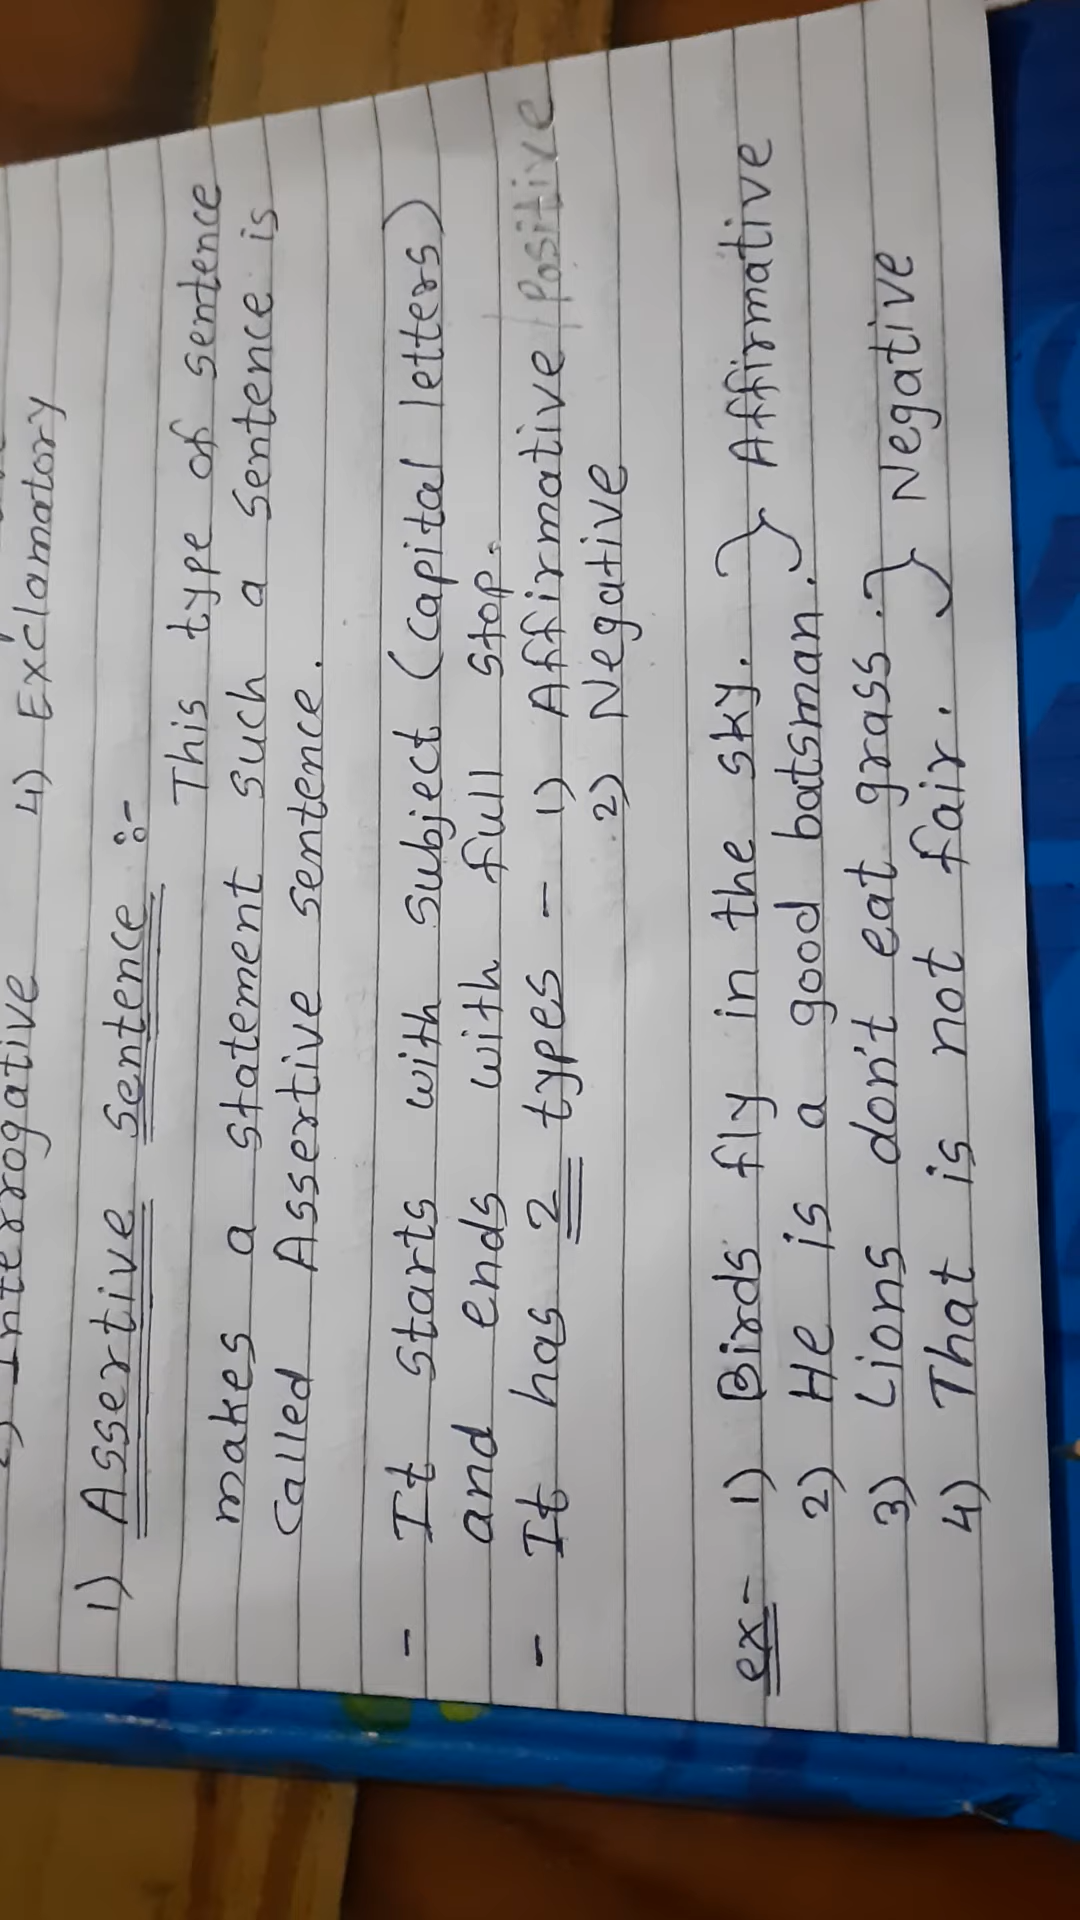 Interrogative 4) Exclamatory
1) Assertive sentence :-
This type of sentence
makes a statement such a sentence is
called Assertive sentence.
- It starts with subject (capital letters)
and ends with full stop.
- It has 2 types - 1) Affirmative/Positive
2) Negative
ex- 1) Birds fly in the sky. } Affirmative
2) He is a good batsman.
3) Lions don't eat grass. } Negative
4) That is not fair.